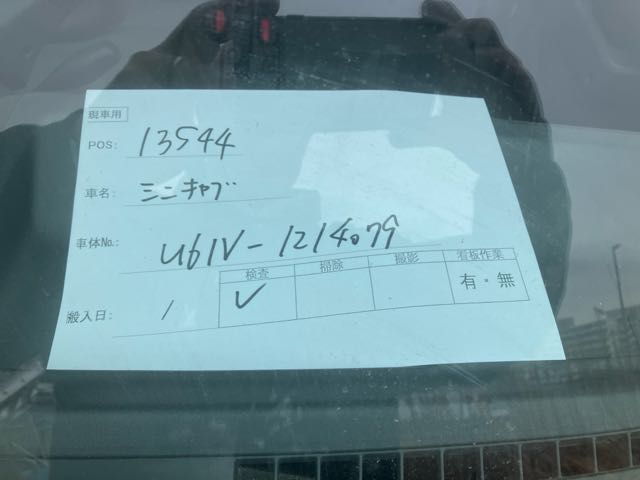 現車用
POS: 13544
車名: ミニキャブ
車体No.: U61V-1214079
検査 掃除 撮影 看板作業
搬入日: / ✓ 有・無